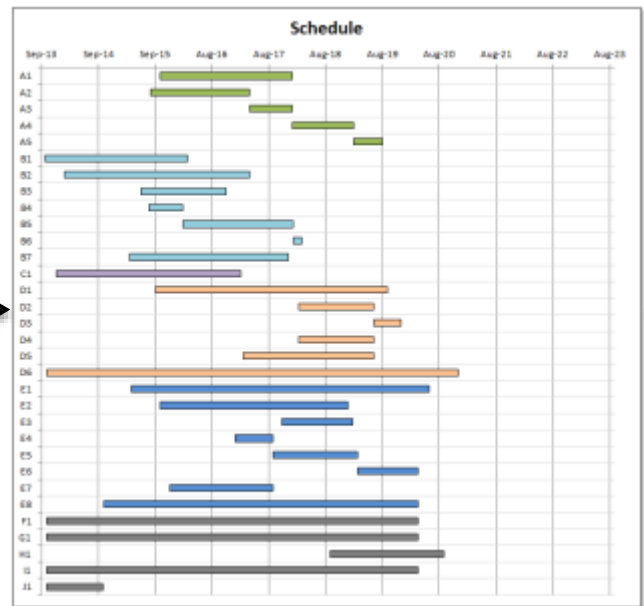 Schedule
Sep-13 Sep-14 Sep-15 Aug-16 Aug-17 Aug-18 Aug-19 Aug-20 Aug-21 Aug-22 Aug-23
A1
A2
A3
A4
A5
B1
B2
B3
B4
B5
B6
B7
C1
D1
D2
D3
D4
D5
D6
E1
E2
E3
E4
E5
E6
E7
E8
F1
G1
H1
I1
J1